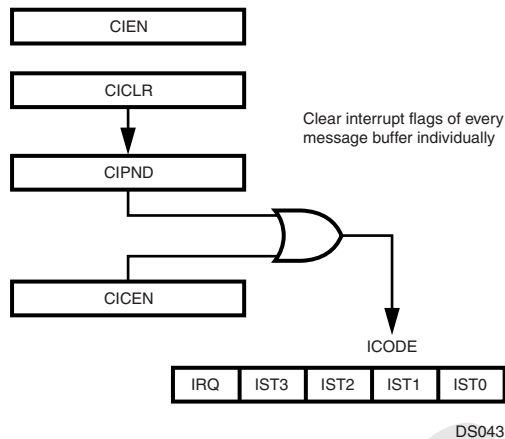 CIEN
CICLR
Clear interrupt flags of every
message buffer individually
CIPND
CICEN
ICODE
IRQ IST3 IST2 IST1 IST0
DS043